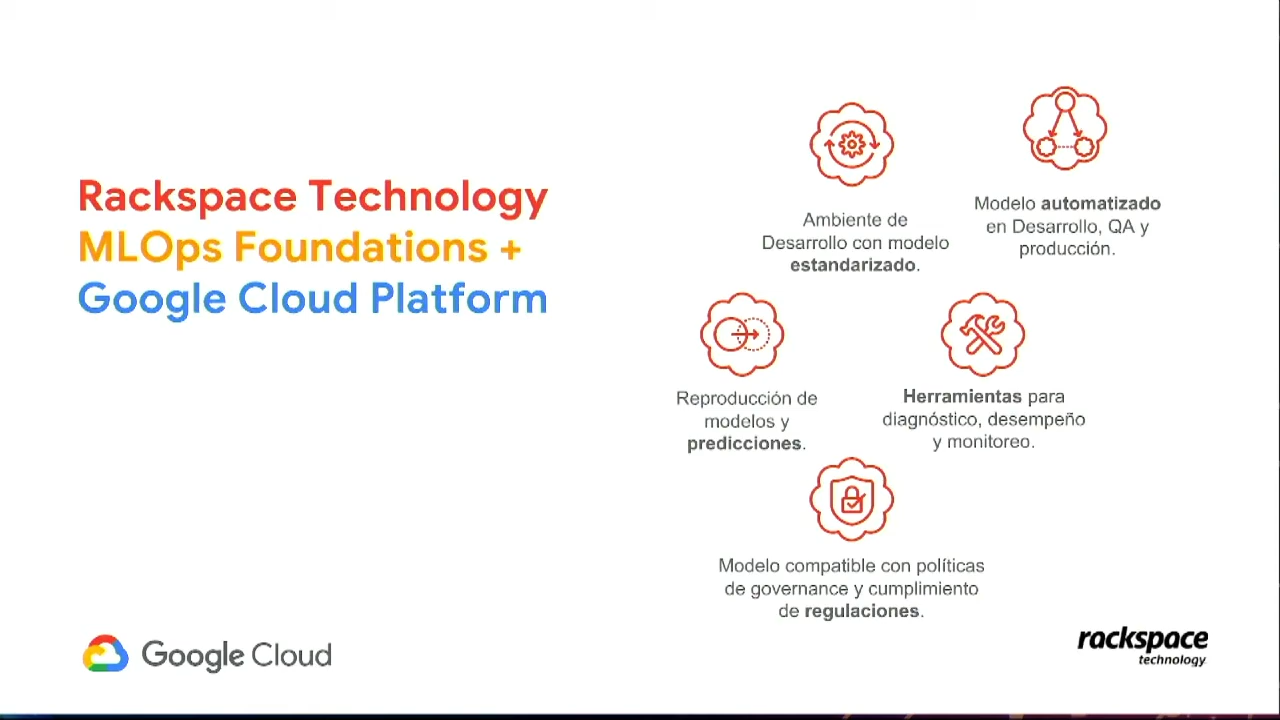 Rackspace Technology
MLOps Foundations +
Google Cloud Platform
Ambiente de
Desarrollo con modelo
estandarizado.
Modelo automatizado
en Desarrollo, QA y
producción.
Reproducción de
modelos y
predicciones.
Herramientas para
diagnóstico, desempeño
y monitoreo.
Modelo compatible con políticas
de governance y cumplimiento
de regulaciones.
Google Cloud
rackspace
technology